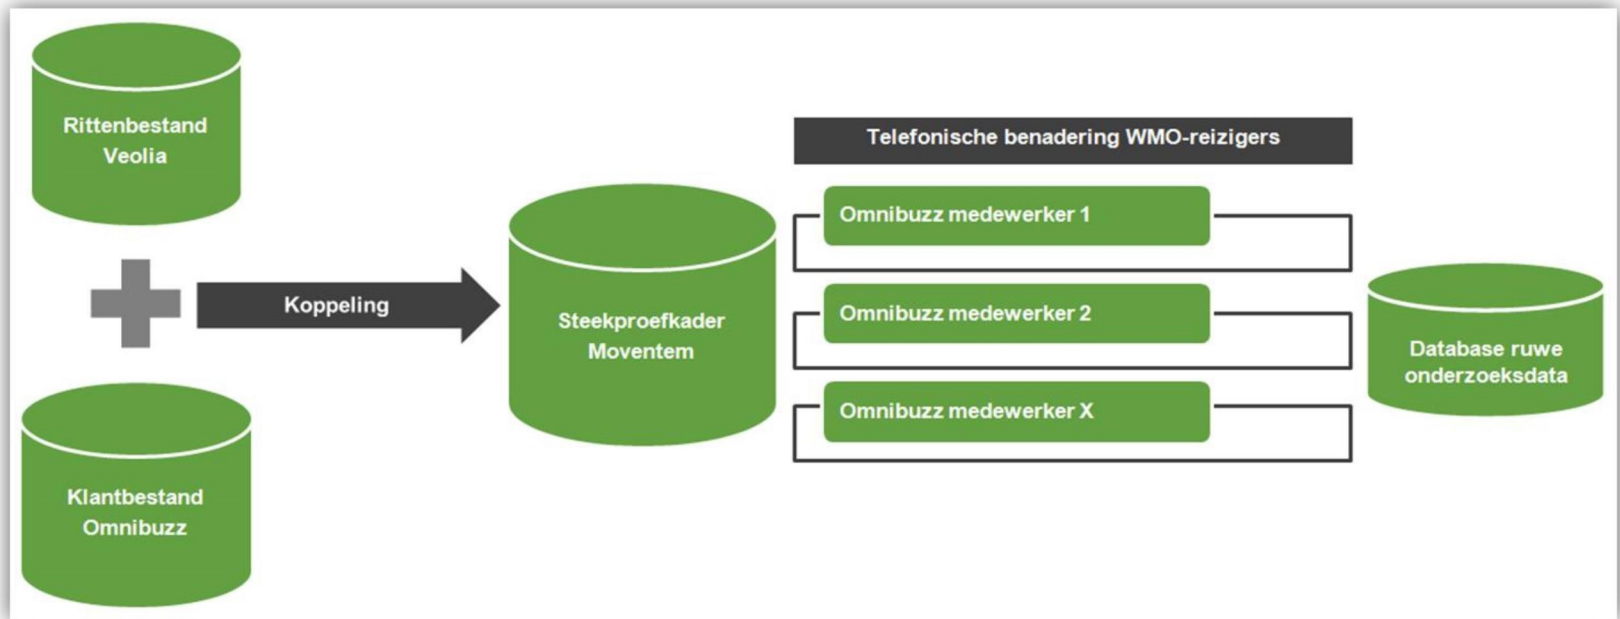 Rittenbestand
Veolia
Klantbestand
Omnibuzz
Koppeling
Steekproefkader
Moventem
Telefonische benadering WMO-reizigers
Omnibuzz medewerker 1
Omnibuzz medewerker 2
Omnibuzz medewerker X
Database ruwe
onderzoeksdata